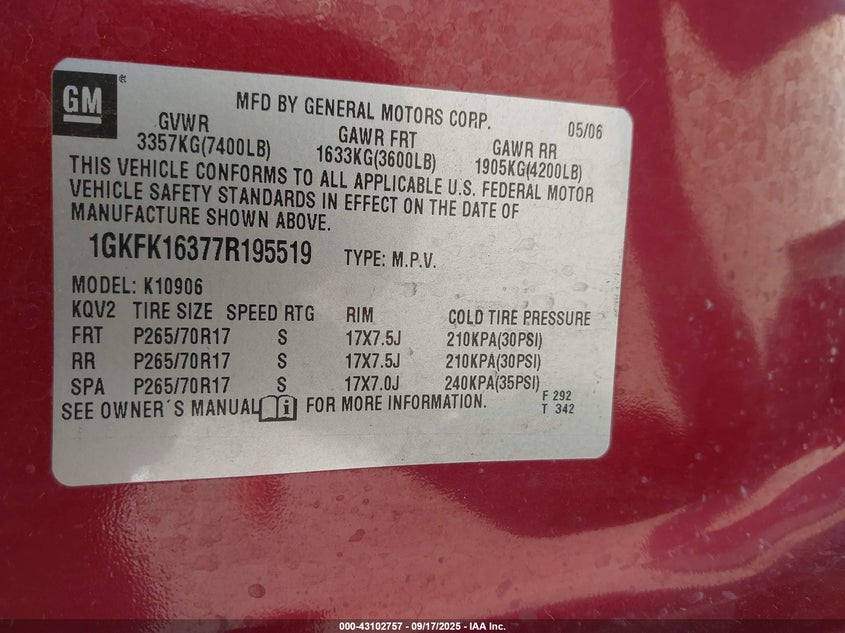 GM ®
MFD BY GENERAL MOTORS CORP. 05/06
GVWR GAWR FRT GAWR RR
3357KG(7400LB) 1633KG(3600LB) 1905KG(4200LB)
THIS VEHICLE CONFORMS TO ALL APPLICABLE U.S. FEDERAL MOTOR
VEHICLE SAFETY STANDARDS IN EFFECT ON THE DATE OF
MANUFACTURE SHOWN ABOVE.
1GKFK16377R195519 TYPE: M.P.V.
MODEL: K10906
KQV2 TIRE SIZE SPEED RTG RIM COLD TIRE PRESSURE
FRT P265/70R17 S 17X7.5J 210KPA(30PSI)
RR P265/70R17 S 17X7.5J 210KPA(30PSI)
SPA P265/70R17 S 17X7.0J 240KPA(35PSI)
SEE OWNER´S MANUAL i FOR MORE INFORMATION.
F 292
T 342
000-43102757 - 09/17/2025 - IAA Inc.